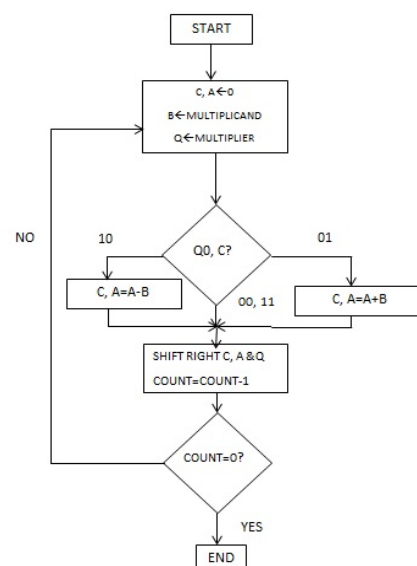 START
C, A←0
B←MULTIPLICAND
Q←MULTIPLIER
NO
10
Q0, C?
01
C, A=A-B
00, 11
C, A=A+B
SHIFT RIGHT C, A &Q
COUNT=COUNT-1
COUNT=0?
YES
END